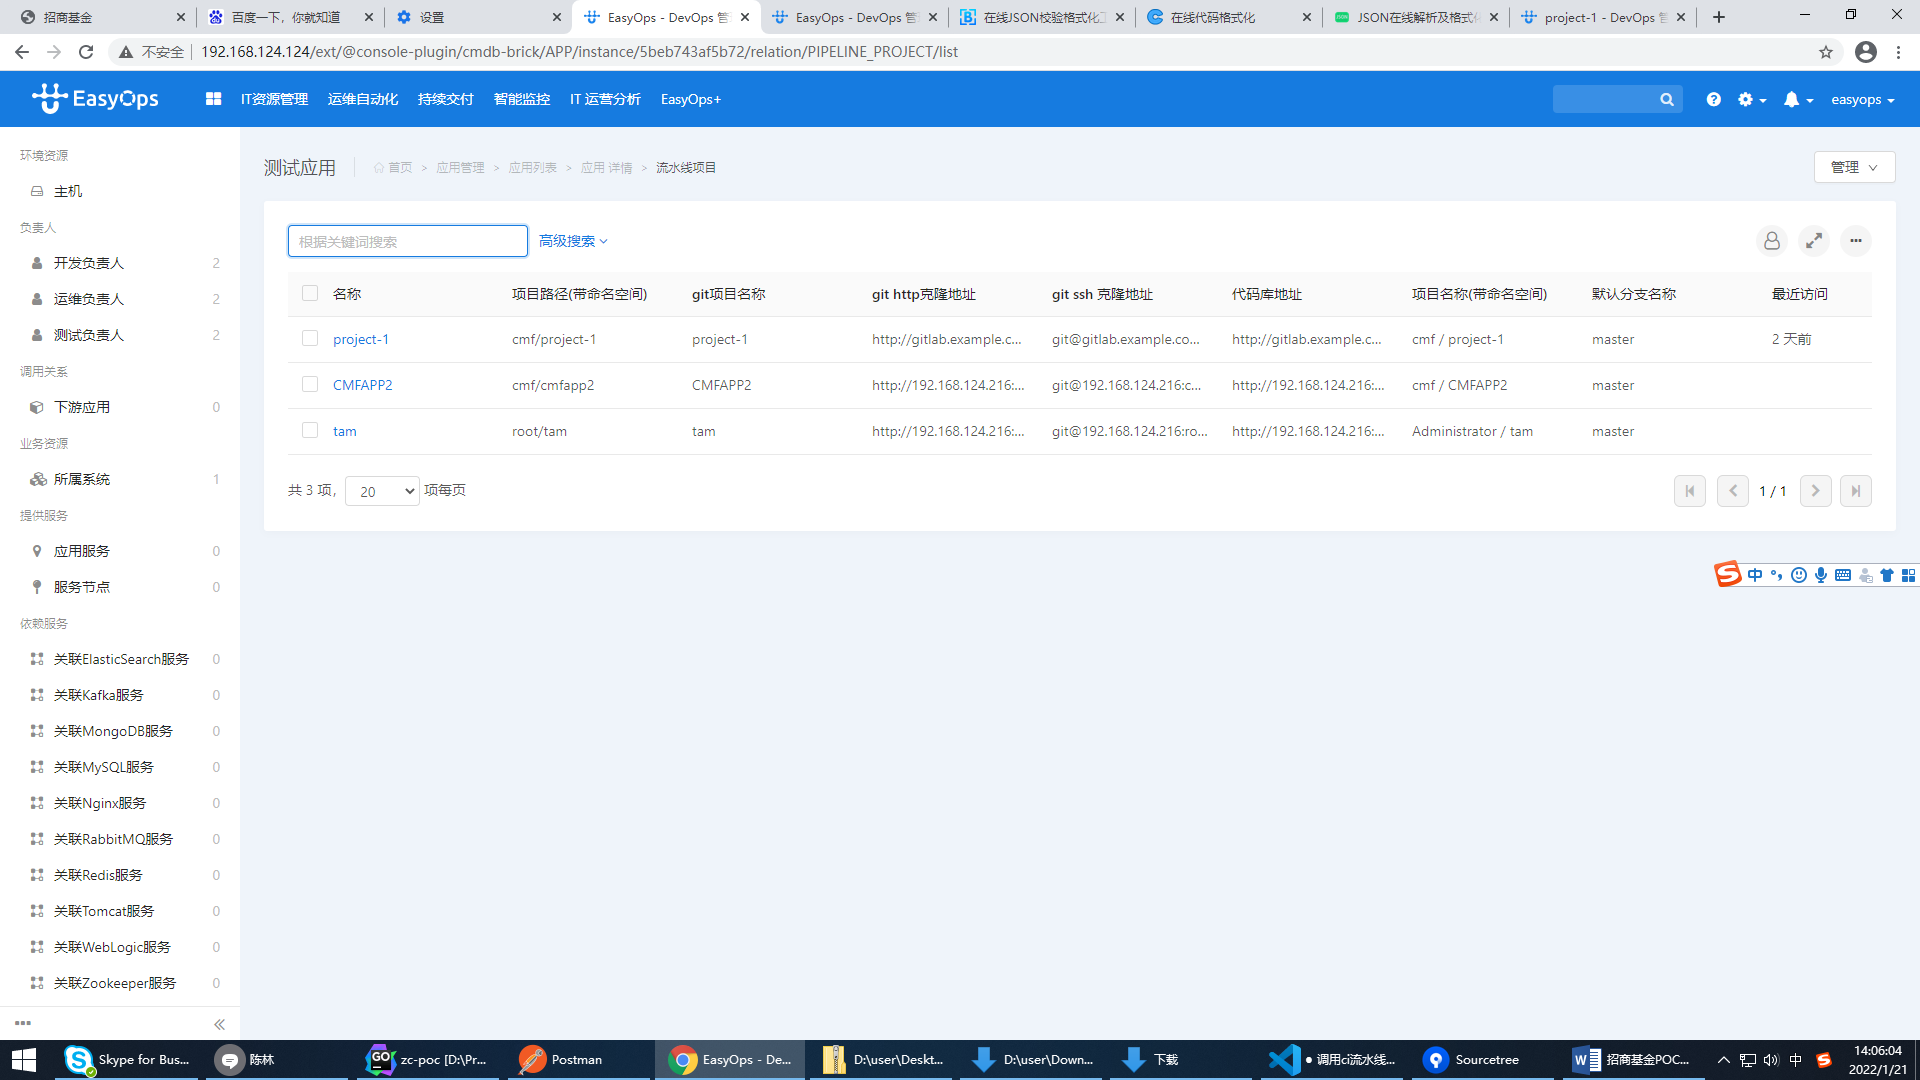 招商基金
百度一下，你就知道
设置
EasyOps - DevOps 管
EasyOps - DevOps 管
在线JSON校验格式化工
在线代码格式化
JSON在线解析及格式化
project-1 - DevOps 管
不安全
192.168.124.124/ext/@console-plugin/cmdb-brick/APP/instance/5beb743af5b72/relation/PIPELINE_PROJECT/list
EasyOps
IT资源管理
运维自动化
持续交付
智能监控
IT 运营分析
EasyOps+
easyops
环境资源
主机
负责人
开发负责人 2
运维负责人 2
测试负责人 2
调用关系
下游应用 0
业务资源
所属系统 1
提供服务
应用服务 0
服务节点 0
依赖服务
关联ElasticSearch服务 0
关联Kafka服务 0
关联MongoDB服务 0
关联MySQL服务 0
关联Nginx服务 0
关联RabbitMQ服务 0
关联Redis服务 0
关联Tomcat服务 0
关联WebLogic服务 0
关联Zookeeper服务 0
测试应用
首页 > 应用管理 > 应用列表 > 应用 详情 > 流水线项目
管理
根据关键词搜索
高级搜索
名称 项目路径(带命名空间) git项目名称 git http克隆地址 git ssh 克隆地址 代码库地址 项目名称(带命名空间) 默认分支名称 最近访问
project-1 cmf/project-1 project-1 http://gitlab.example.c... git@gitlab.example.co... http://gitlab.example.c... cmf / project-1 master 2 天前
CMFAPP2 cmf/cmfapp2 CMFAPP2 http://192.168.124.216:... git@192.168.124.216:c... http://192.168.124.216:... cmf / CMFAPP2 master
tam root/tam tam http://192.168.124.216:... git@192.168.124.216:ro... http://192.168.124.216:... Administrator / tam master
共 3 项， 20 项每页
1 / 1
中
Skype for Bus...
陈林
zc-poc [D:\Pr...
Postman
EasyOps - De...
D:\user\Deskt...
D:\user\Down...
下载
• 调用ci流水线...
Sourcetree
招商基金POC...
中
14:06:04
2022/1/21